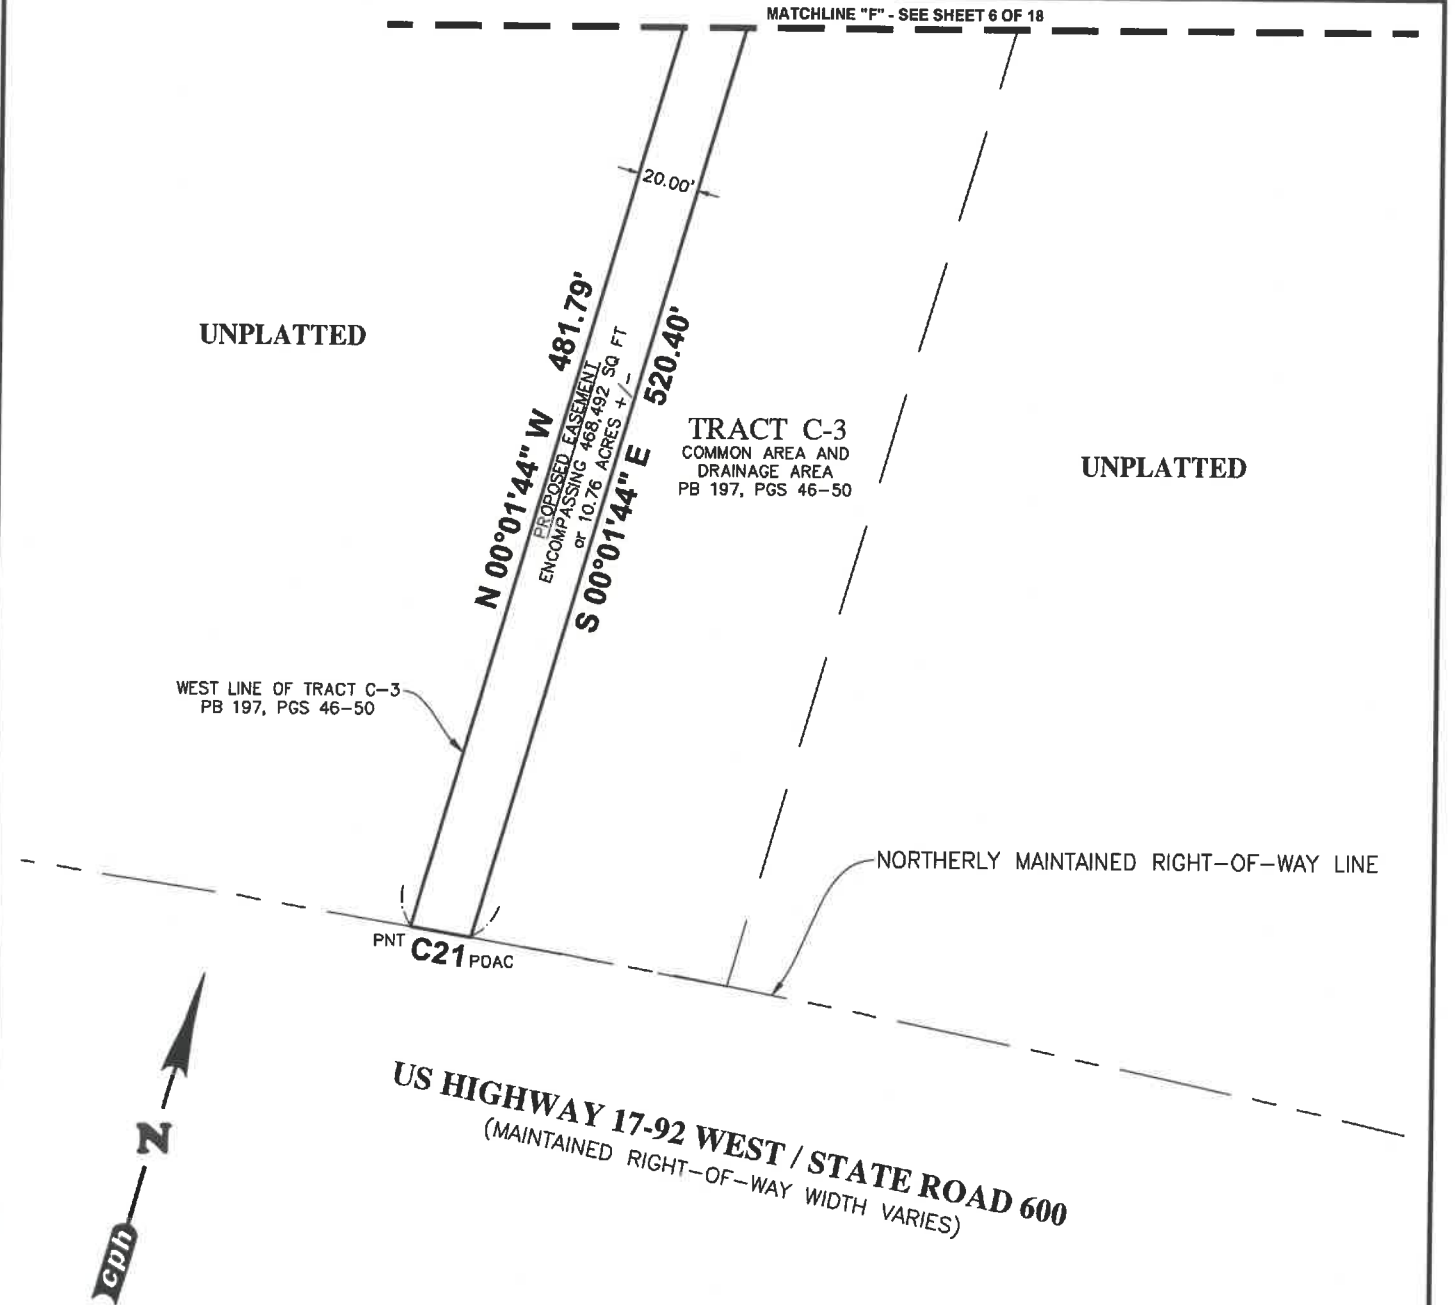 MATCHLINE "F" - SEE SHEET 6 OF 18
20.00'
UNPLATTED
N 00°01'44" W 481.79'
PROPOSED EASEMENT
ENCOMPASSING 468,492 SQ FT
or 10.76 ACRES +/-
S 00°01'44" E 520.40'
TRACT C-3
COMMON AREA AND
DRAINAGE AREA
PB 197, PGS 46-50
UNPLATTED
WEST LINE OF TRACT C-3
PB 197, PGS 46-50
NORTHERLY MAINTAINED RIGHT-OF-WAY LINE
PNT C21 PDAC
US HIGHWAY 17-92 WEST / STATE ROAD 600
(MAINTAINED RIGHT-OF-WAY WIDTH VARIES)
N
cph